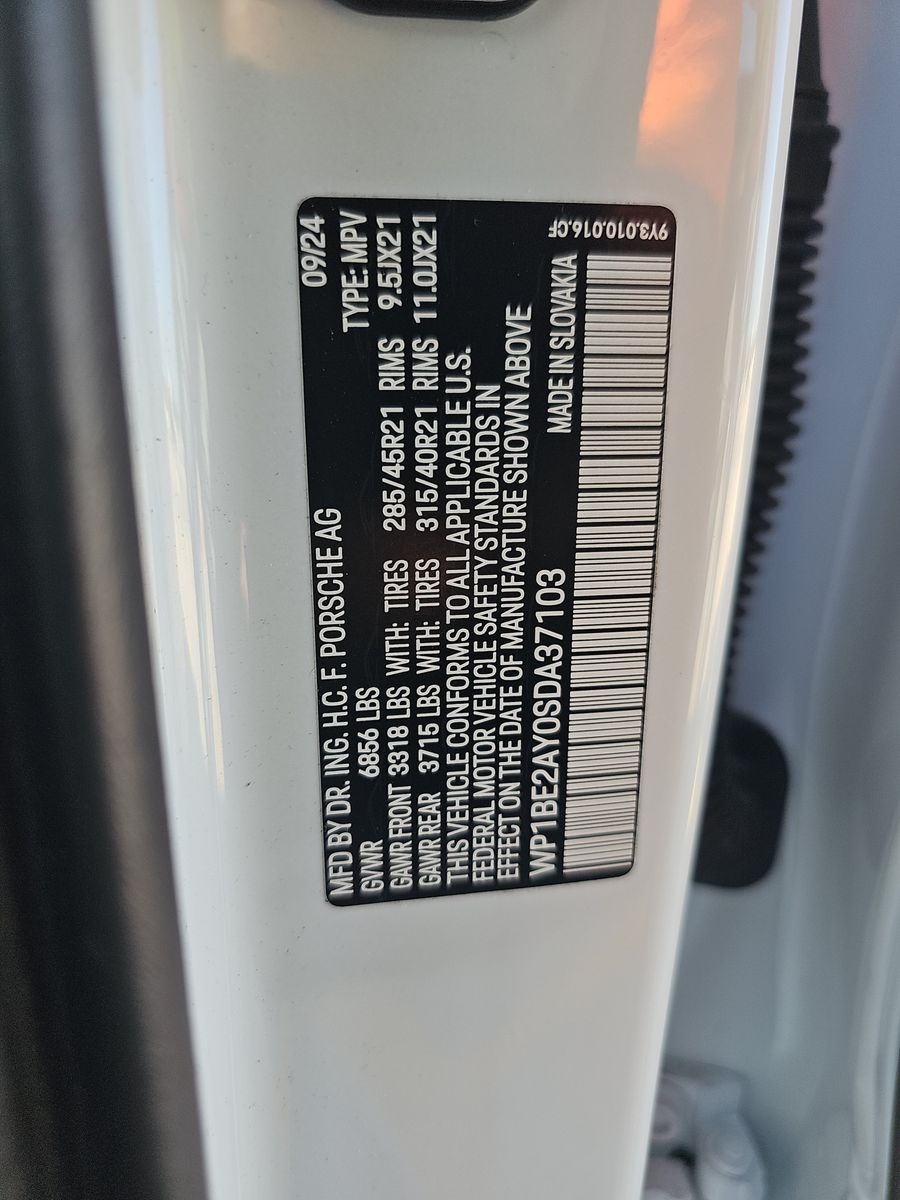 MFD BY DR. ING. H.C. F. PORSCHE AG 09/24
GVWR 6856 LBS TYPE: MPV
GAWR FRONT 3318 LBS WITH: TIRES 285/45R21 RIMS 9.5JX21
GAWR REAR 3715 LBS WITH: TIRES 315/40R21 RIMS 11.0JX21
THIS VEHICLE CONFORMS TO ALL APPLICABLE U.S.
FEDERAL MOTOR VEHICLE SAFETY STANDARDS IN
EFFECT ON THE DATE OF MANUFACTURE SHOWN ABOVE
WP1BE2AY0SDA37103 MADE IN SLOVAKIA
9Y3.010.016.CF